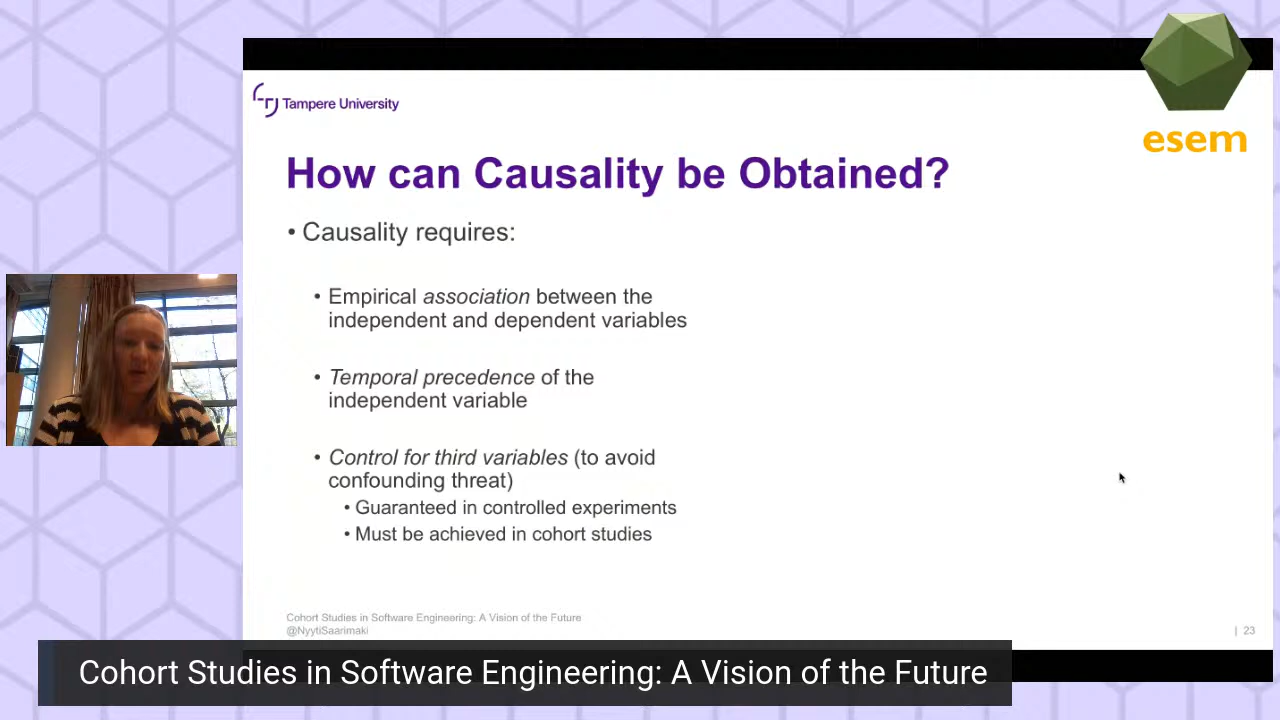 Tampere University
esem
How can Causality be Obtained?
• Causality requires:
• Empirical association between the
independent and dependent variables
• Temporal precedence of the
independent variable
• Control for third variables (to avoid
confounding threat)
• Guaranteed in controlled experiments
• Must be achieved in cohort studies
Cohort Studies in Software Engineering: A Vision of the Future
@NyytiSaarimaki
| 23
Cohort Studies in Software Engineering: A Vision of the Future